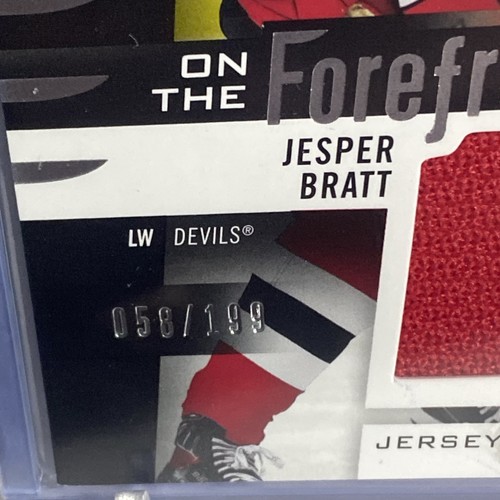 ON
THE Forefr
JESPER
BRATT
LW DEVILS®
058/199
JERSEY